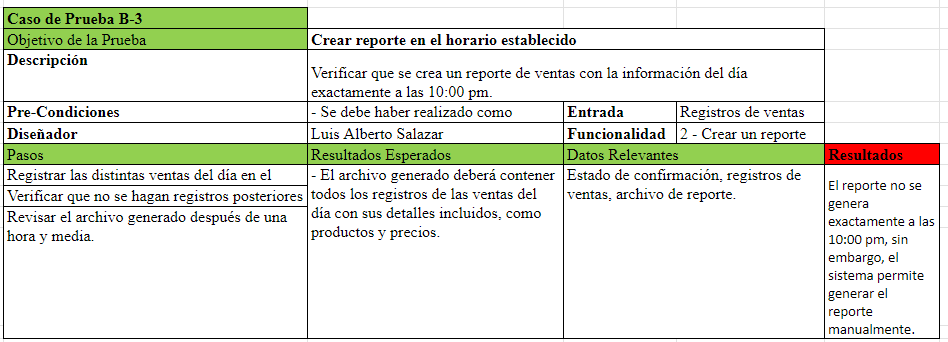 Caso de Prueba B-3
Objetivo de la Prueba
Crear reporte en el horario establecido
Descripción
Verificar que se crea un reporte de ventas con la información del día
exactamente a las 10:00 pm.
Pre-Condiciones
- Se debe haber realizado como
Entrada
Registros de ventas
Diseñador
Luis Alberto Salazar
Funcionalidad
2 - Crear un reporte
Pasos
Resultados Esperados
Datos Relevantes
Resultados
Registrar las distintas ventas del día en el
Verificar que no se hagan registros posteriores
Revisar el archivo generado después de una
hora y media.
- El archivo generado deberá contener
todos los registros de las ventas del
día con sus detalles incluidos, como
productos y precios.
Estado de confirmación, registros de
ventas, archivo de reporte.
El reporte no se
genera
exactamente a las
10:00 pm, sin
embargo, el
sistema permite
generar el
reporte
manualmente.